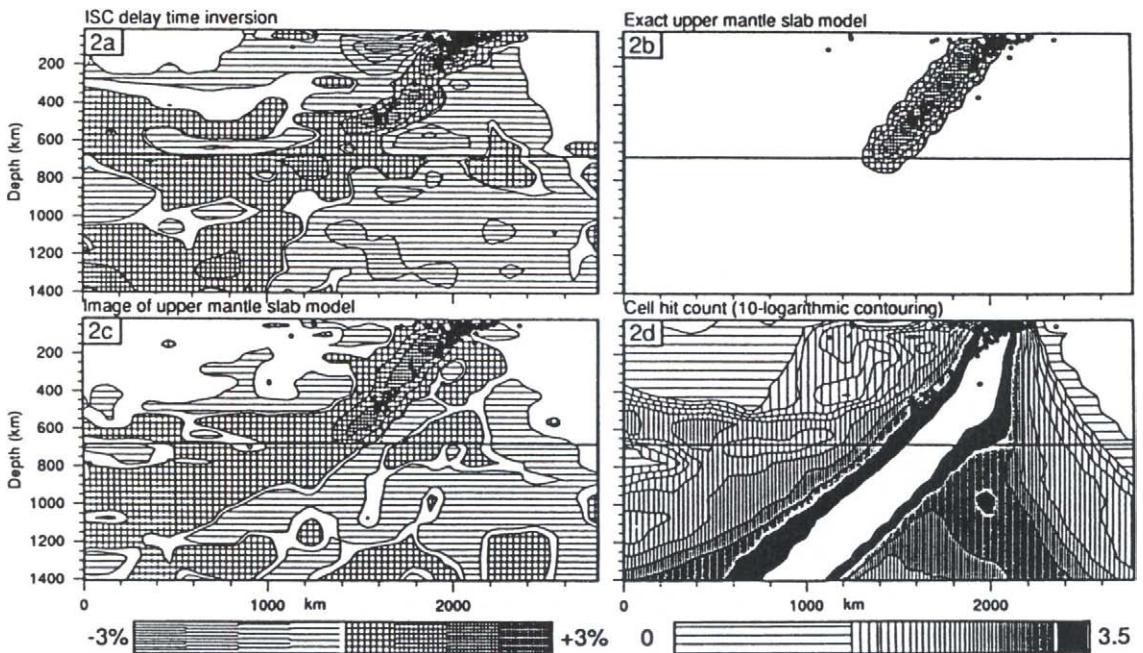 ISC delay time inversion
Exact upper mantle slab model
2a
2b
200
400
600
800
1000
1200
1400
Depth (km)
Image of upper mantle slab model
Cell hit count (10-logarithmic contouring)
2c
2d
200
400
600
800
1000
1200
1400
Depth (km)
0 1000 km 2000
0 1000 km 2000
-3% +3%
0 3.5